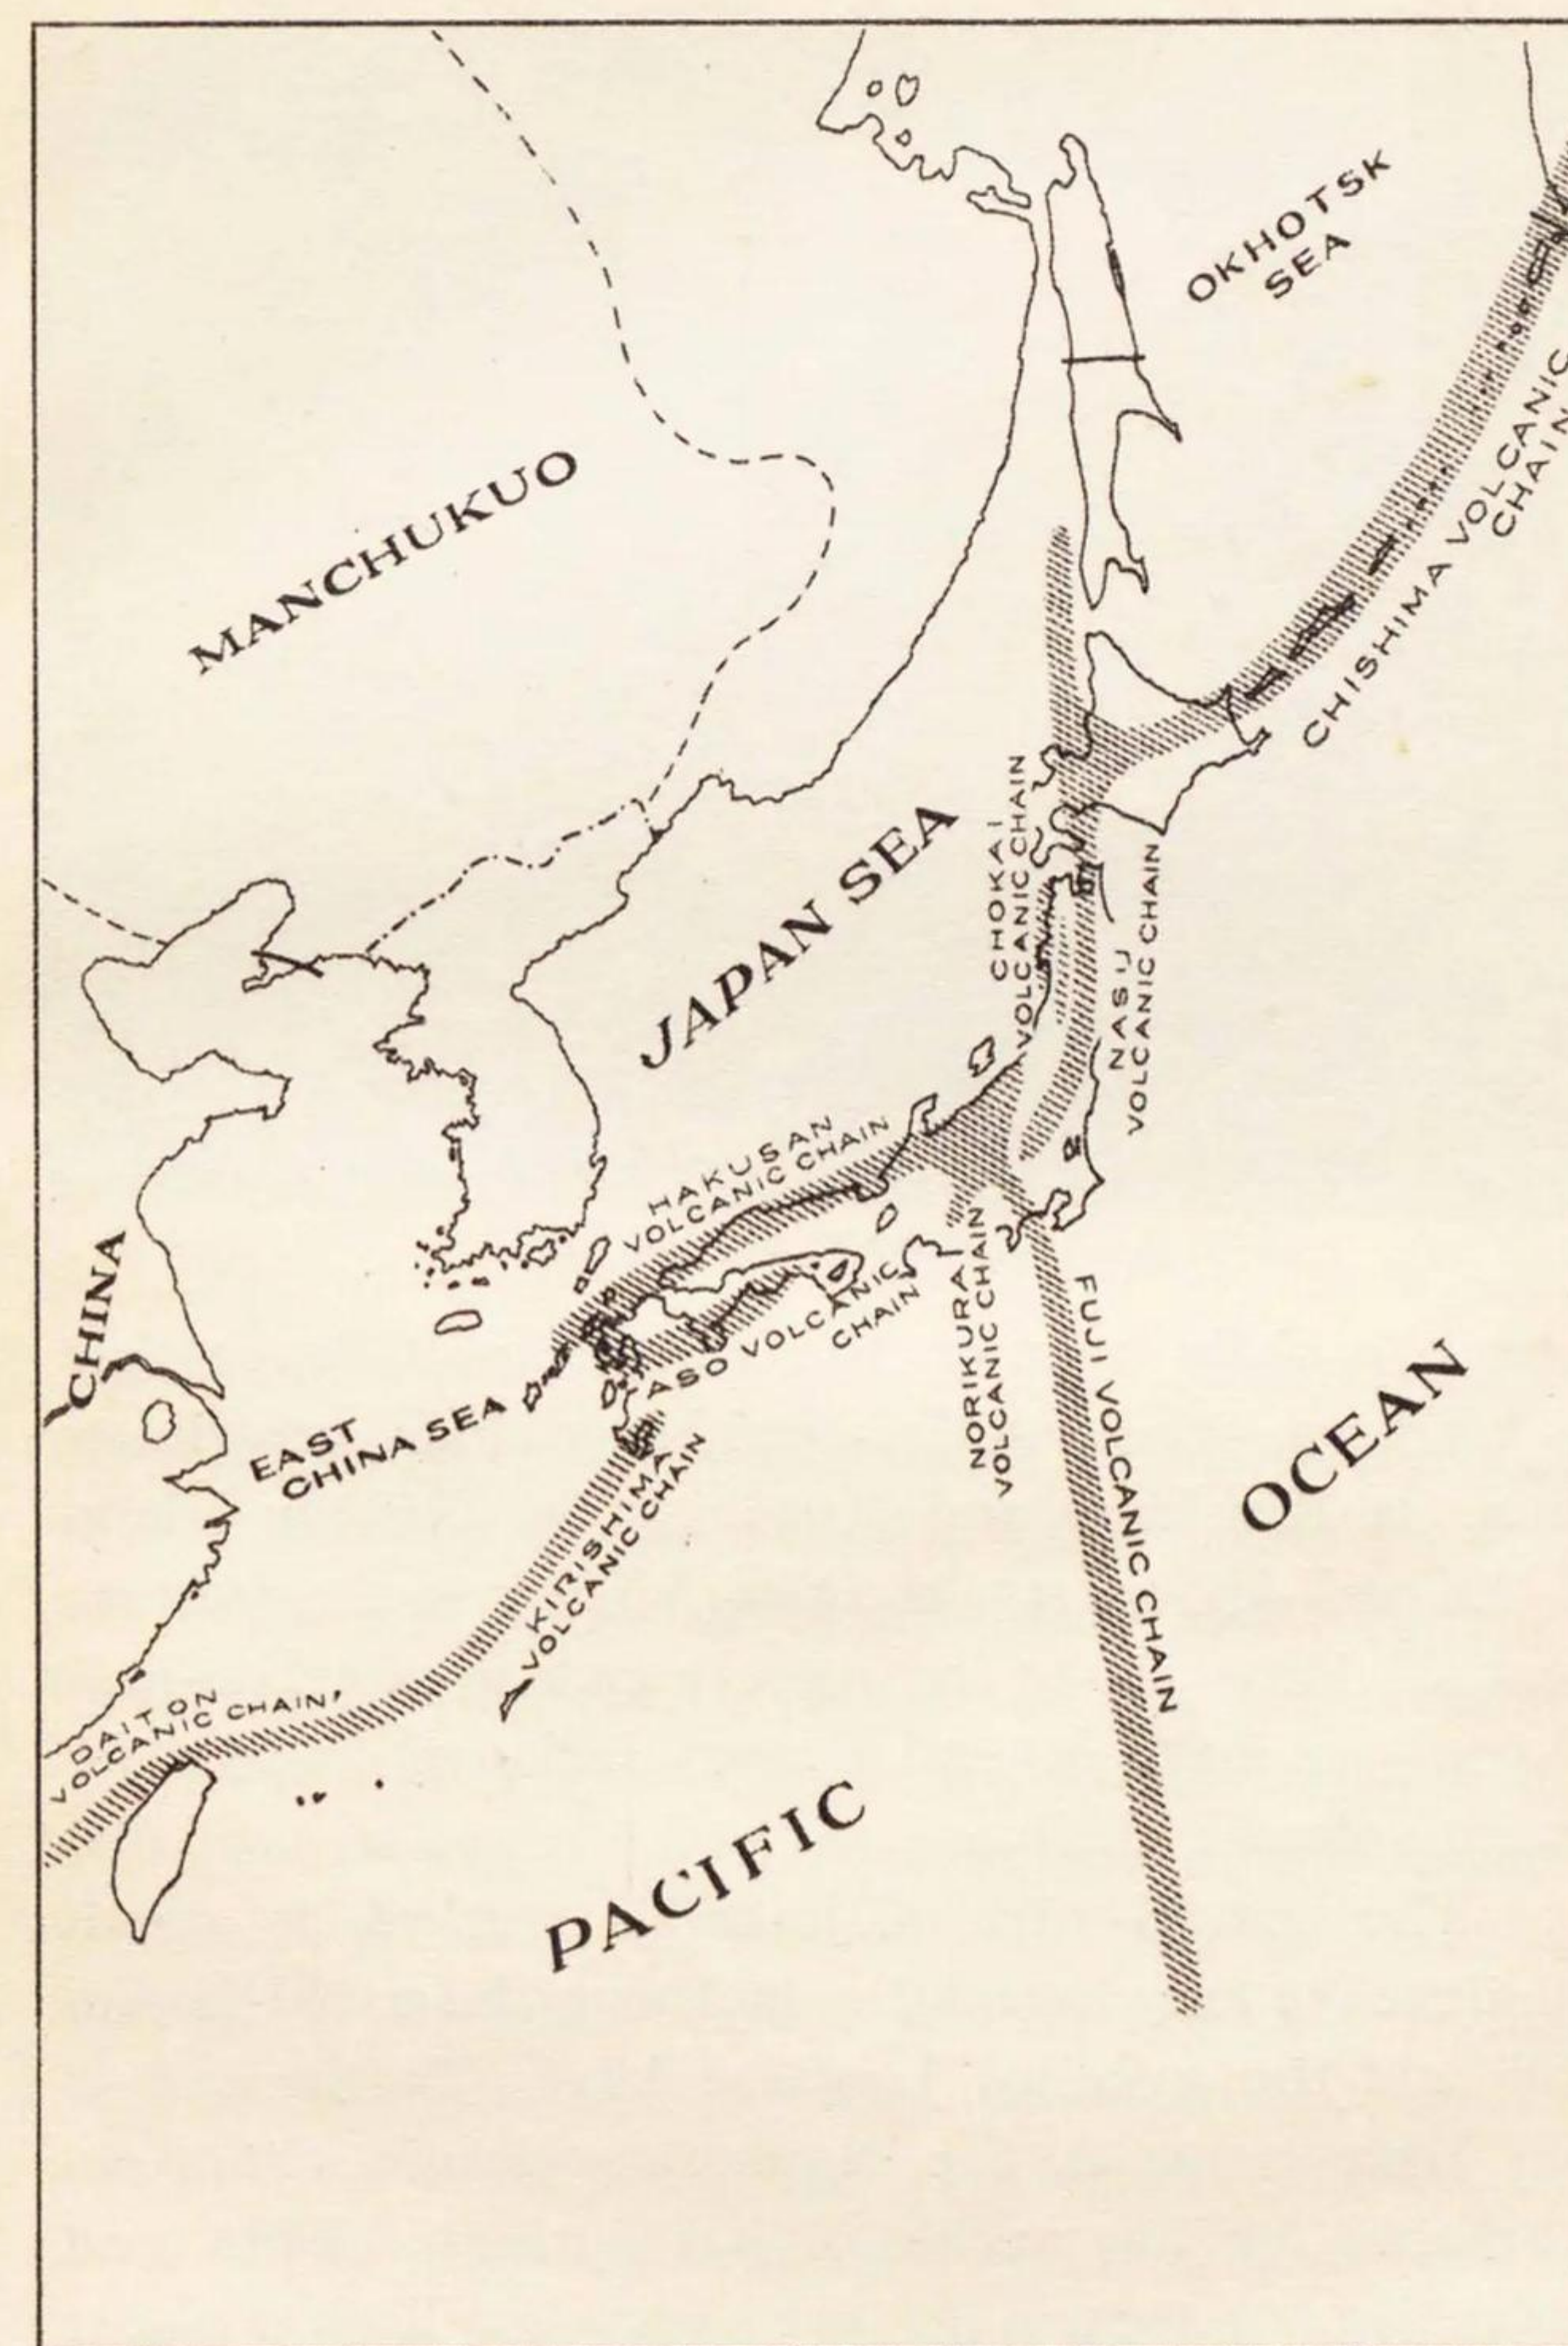 OKHOTSK
SEA
MANCHUKUO
CHISHIMA VOLCANIC
CHAIN
JAPAN SEA
CHOKAI
VOLCANIC CHAIN
NASU
VOLCANIC CHAIN
HAKUSAN
VOLCANIC CHAIN
CHINA
ASO VOLCANIC
CHAIN
NORIKURA
VOLCANIC CHAIN
FUJI VOLCANIC CHAIN
EAST
CHINA SEA
KIRISHIMA
VOLCANIC CHAIN
DAITON
VOLCANIC CHAIN
PACIFIC
OCEAN